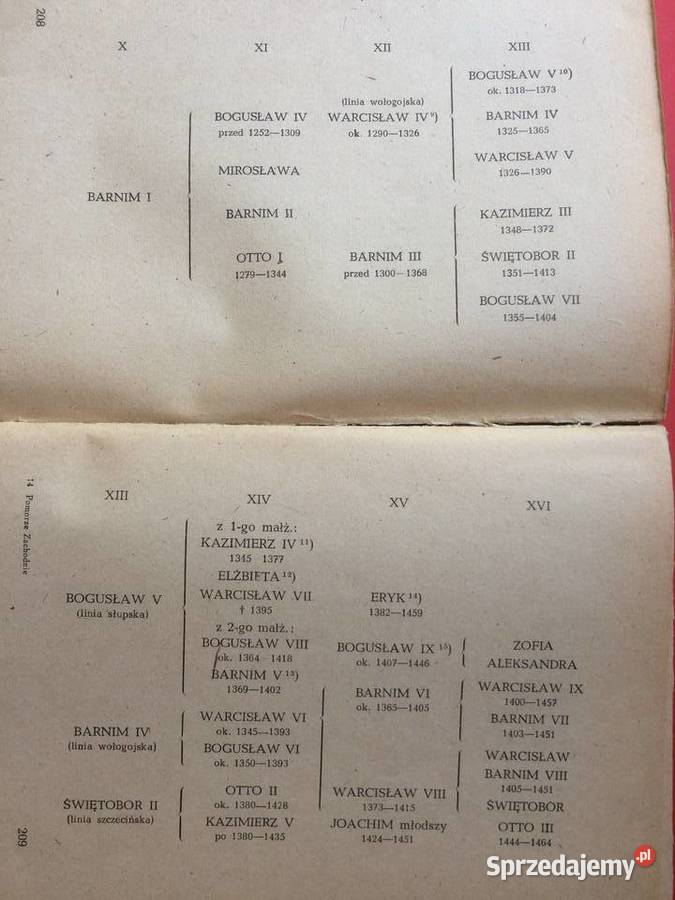 208
X XI XII XIII
BOGUSŁAW V ¹⁰)
ok. 1318—1373
(linia wołogojska)
BOGUSŁAW IV WARCISŁAW IV ⁹) BARNIM IV
przed 1252—1309 ok. 1290—1326 1325—1365
WARCISŁAW V
MIROSŁAWA 1326—1390
BARNIM I
BARNIM II KAZIMIERZ III
1348—1372
OTTO I BARNIM III ŚWIĘTOBOR II
1279—1344 przed 1300—1368 1351—1413
BOGUSŁAW VII
1355—1404
14 Pomorze Zachodnie
XIII XIV XV XVI
z 1-go małż.:
KAZIMIERZ IV ¹¹)
1345 1377
ELŻBIETA ¹²)
BOGUSŁAW V WARCISŁAW VII ERYK ¹⁴)
(linia słupska) † 1395 1382—1459
z 2-go małż.:
BOGUSŁAW VIII BOGUSŁAW IX ¹⁵) ZOFIA
ok. 1364—1418 ok. 1407—1446 ALEKSANDRA
BARNIM V ¹³)
1369—1402
BARNIM VI WARCISŁAW IX
ok. 1365—1405 1400—1457
BARNIM IV WARCISŁAW VI BARNIM VII
(linia wołogojska) ok. 1345—1393 1403—1451
BOGUSŁAW VI WARCISŁAW
ok. 1350—1393
BARNIM VIII
1405—1451
ŚWIĘTOBOR II OTTO II WARCISŁAW VIII ŚWIĘTOBOR
(linia szczecińska) ok. 1380—1428 1373—1415
KAZIMIERZ V JOACHIM młodszy OTTO III
po 1380—1435 1424—1451 1444—1464
209
Sprzedajemy.pl